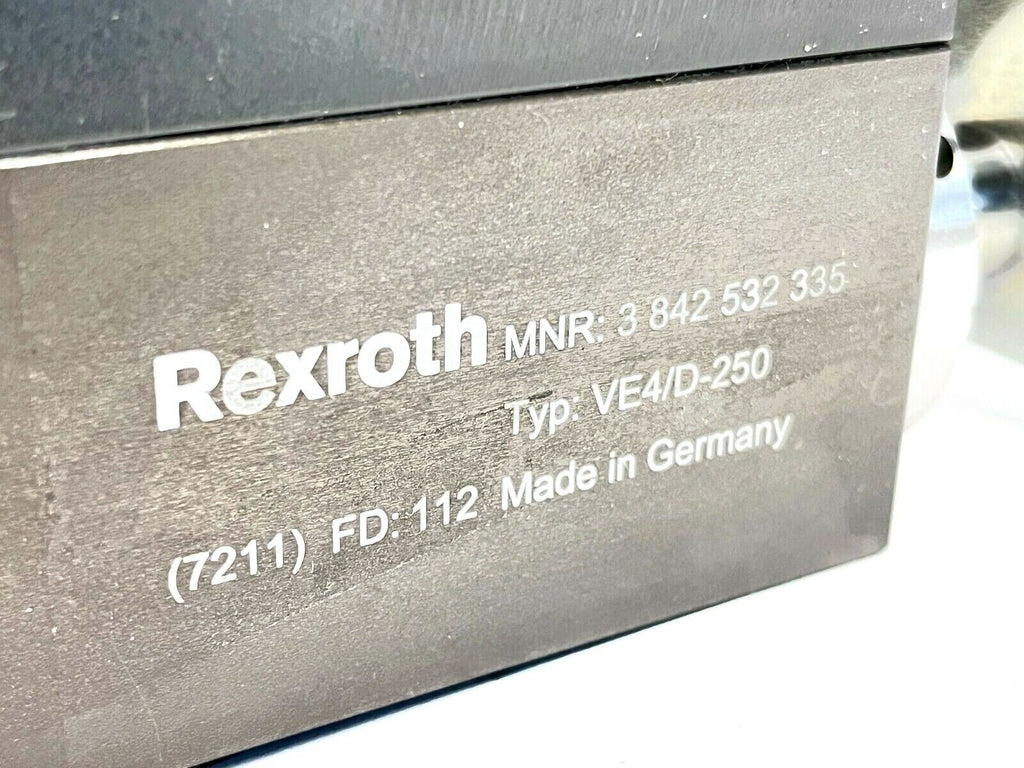 Rexroth MNR: 3 842 532 335
Typ: VE4/D-250
(7211) FD: 112 Made in Germany